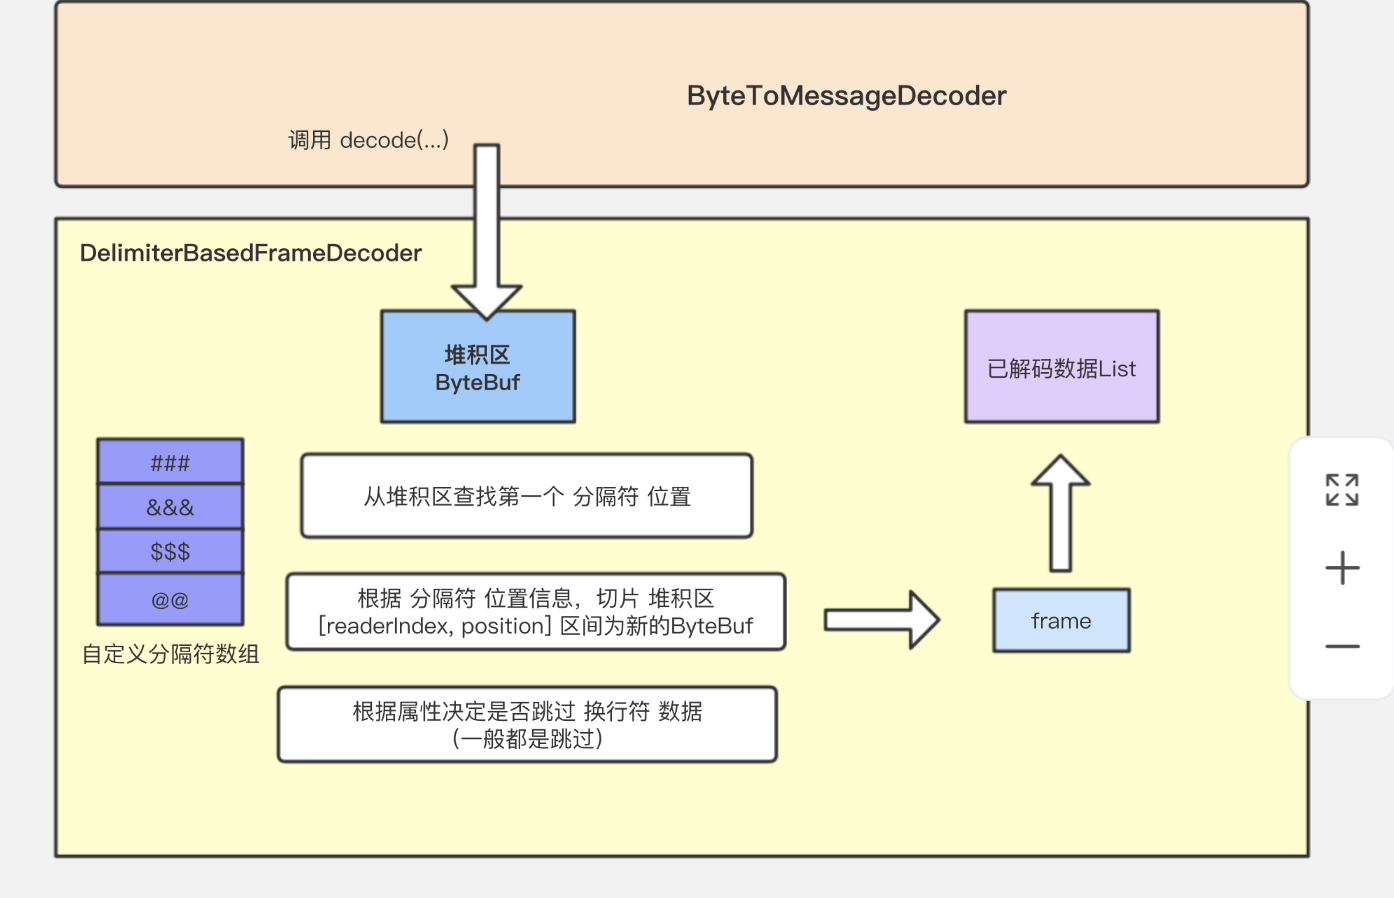 ByteToMessageDecoder
调用 decode(...)
DelimiterBasedFrameDecoder
堆积区
ByteBuf
已解码数据List
###
&&&
$$$
@@
自定义分隔符数组
从堆积区查找第一个 分隔符 位置
根据 分隔符 位置信息，切片 堆积区
[readerIndex, position] 区间为新的ByteBuf
frame
根据属性决定是否跳过 换行符 数据
（一般都是跳过）